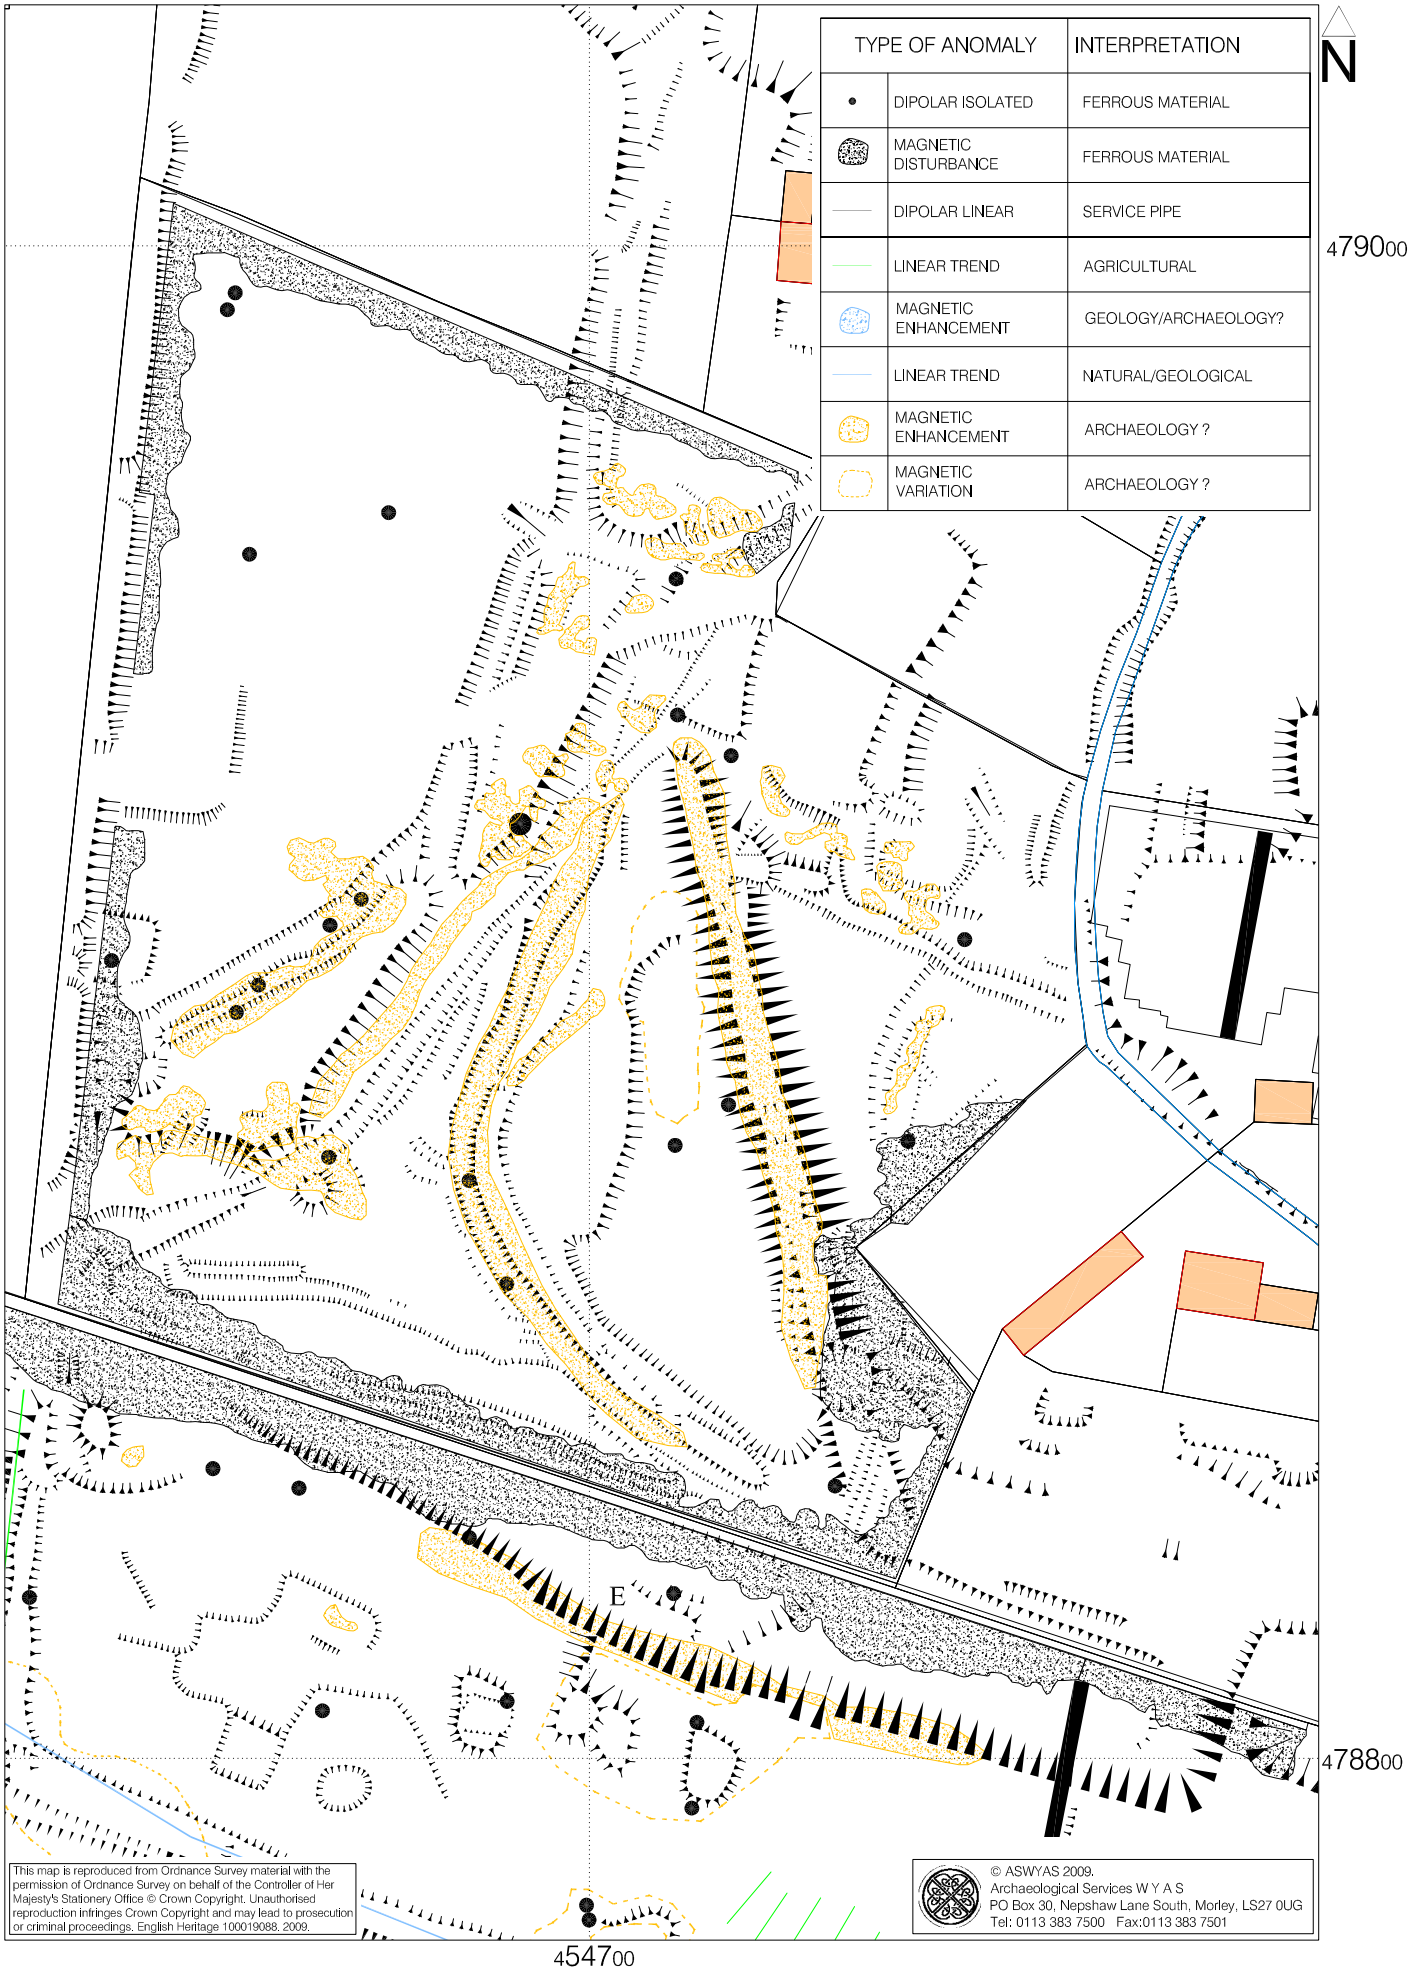 TYPE OF ANOMALY INTERPRETATION
DIPOLAR ISOLATED FERROUS MATERIAL
MAGNETIC
DISTURBANCE FERROUS MATERIAL
DIPOLAR LINEAR SERVICE PIPE
LINEAR TREND AGRICULTURAL
MAGNETIC
ENHANCEMENT GEOLOGY/ARCHAEOLOGY?
LINEAR TREND NATURAL/GEOLOGICAL
MAGNETIC
ENHANCEMENT ARCHAEOLOGY ?
MAGNETIC
VARIATION ARCHAEOLOGY ?
N
479000
E
478800
This map is reproduced from Ordnance Survey material with the
permission of Ordnance Survey on behalf of the Controller of Her
Majesty's Stationery Office © Crown Copyright. Unauthorised
reproduction infringes Crown Copyright and may lead to prosecution
or criminal proceedings. English Heritage 100019088. 2009.
© ASWYAS 2009.
Archaeological Services W Y A S
PO Box 30, Nepshaw Lane South, Morley, LS27 0UG
Tel: 0113 383 7500 Fax:0113 383 7501
454700